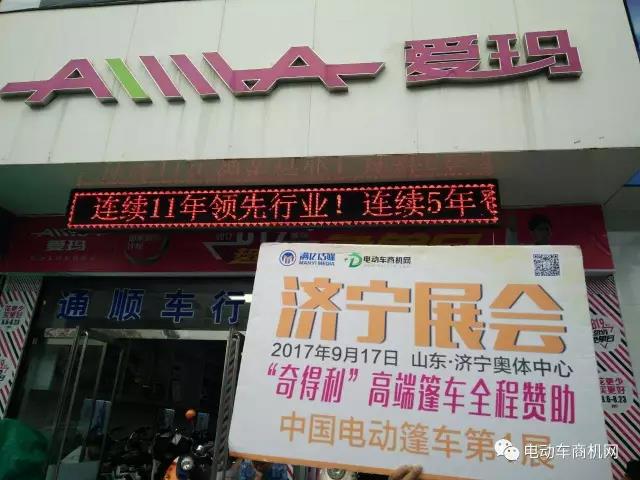 AIMA 爱玛
连续11年领先行业！连续5年
爱玛
通顺车行
满亿传媒
MANYI MEDIA
电动车商机网
济宁展会
2017年9月17日 山东·济宁奥体中心
“奇得利”高端篷车全程赞助
中国电动篷车第1展
电动车商机网